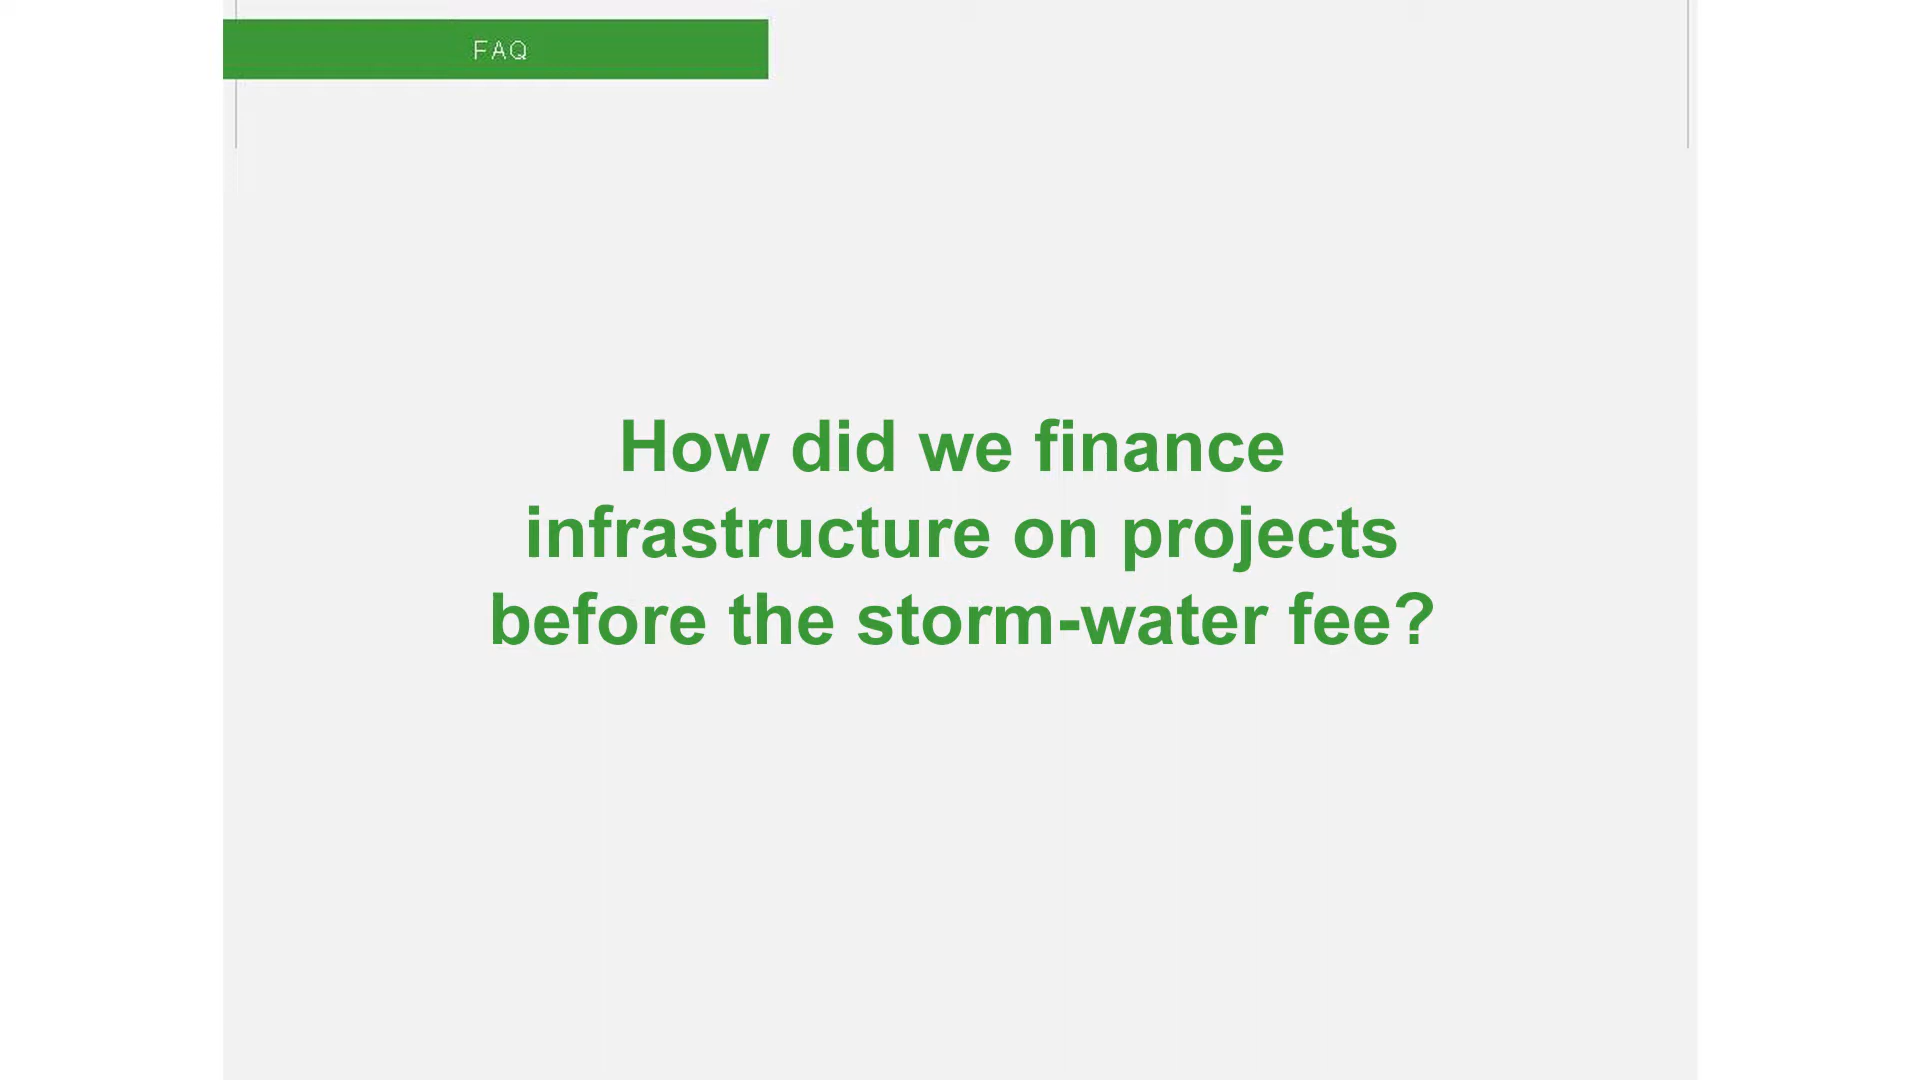 FAQ
How did we finance
infrastructure on projects
before the storm-water fee?